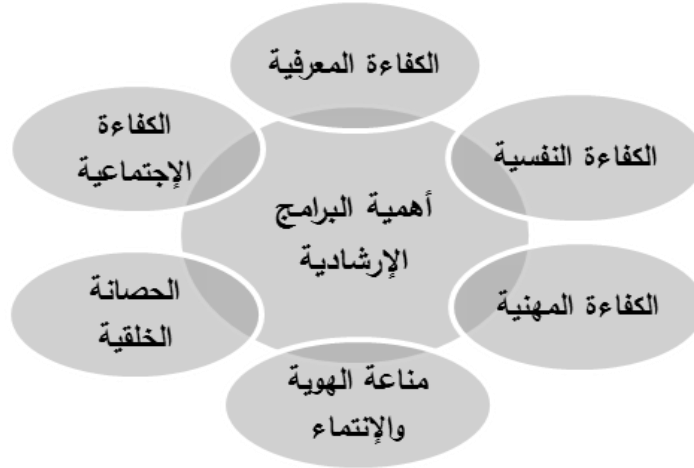 الكفاءة المعرفية
الكفاءة النفسية
الكفاءة المهنية
مناعة الهوية
والإنتماء
الحصانة
الخلقية
الكفاءة
الإجتماعية
أهمية البرامج
الإرشادية